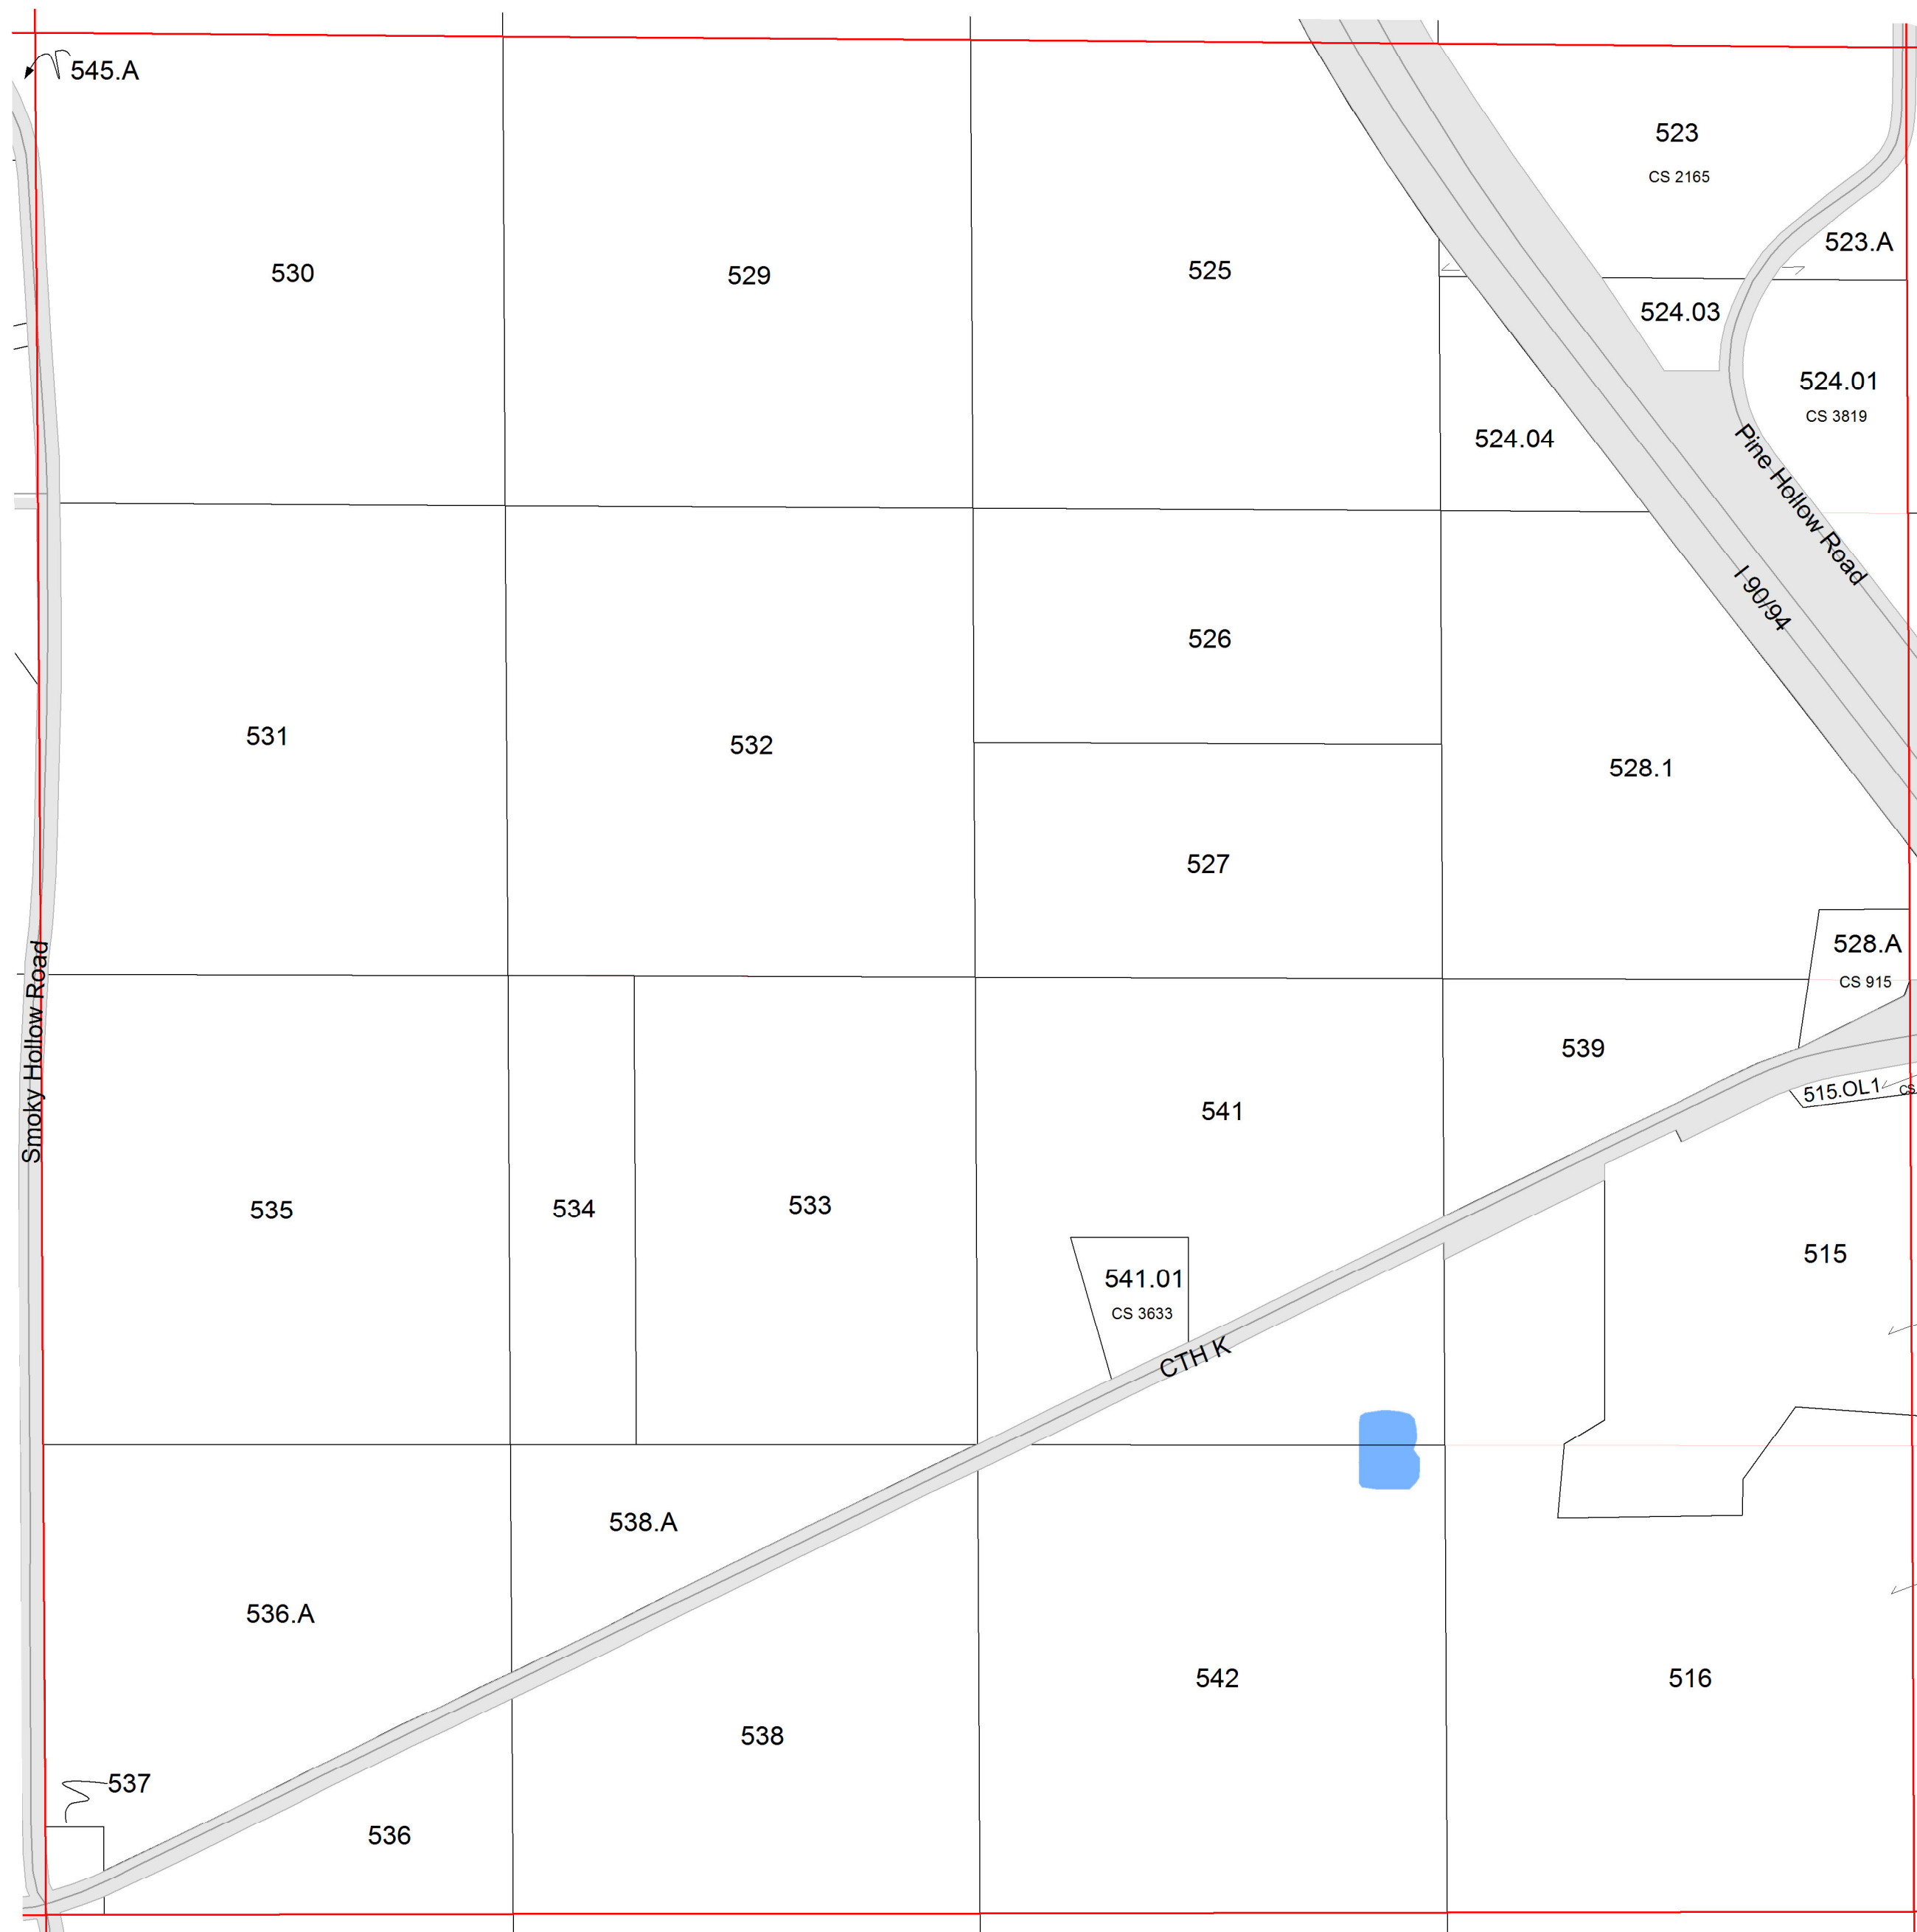 545.A
523
CS 2165
523.A
530
529
525
524.03
524.01
CS 3819
524.04
Pine Hollow Road
I 90/94
526
531
532
528.1
527
528.A
CS 915
Smoky Hollow Road
539
515.OL1
CS
541
535
534
533
515
541.01
CS 3633
CTH K
538.A
536.A
542
516
538
537
536